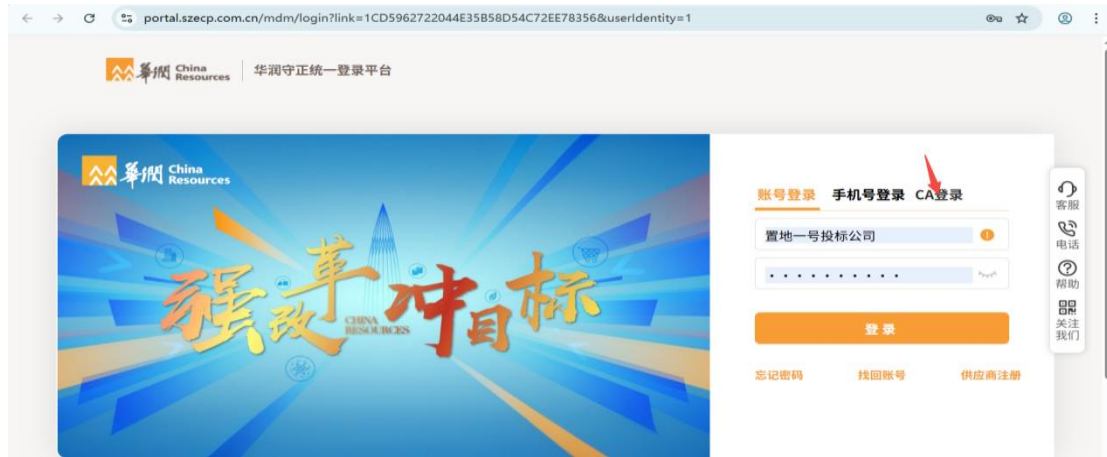 portal.szecp.com.cn/mdm/login?link=1CD5962722044E35B58D54C72EE78356&userIdentity=1
華潤 China Resources 华润守正统一登录平台
華潤 China Resources
强改革冲目标
CHINA RESOURCES
账号登录 手机号登录 CA登录
置地一号投标公司
登 录
忘记密码 找回账号 供应商注册
客服
电话
帮助
关注
我们